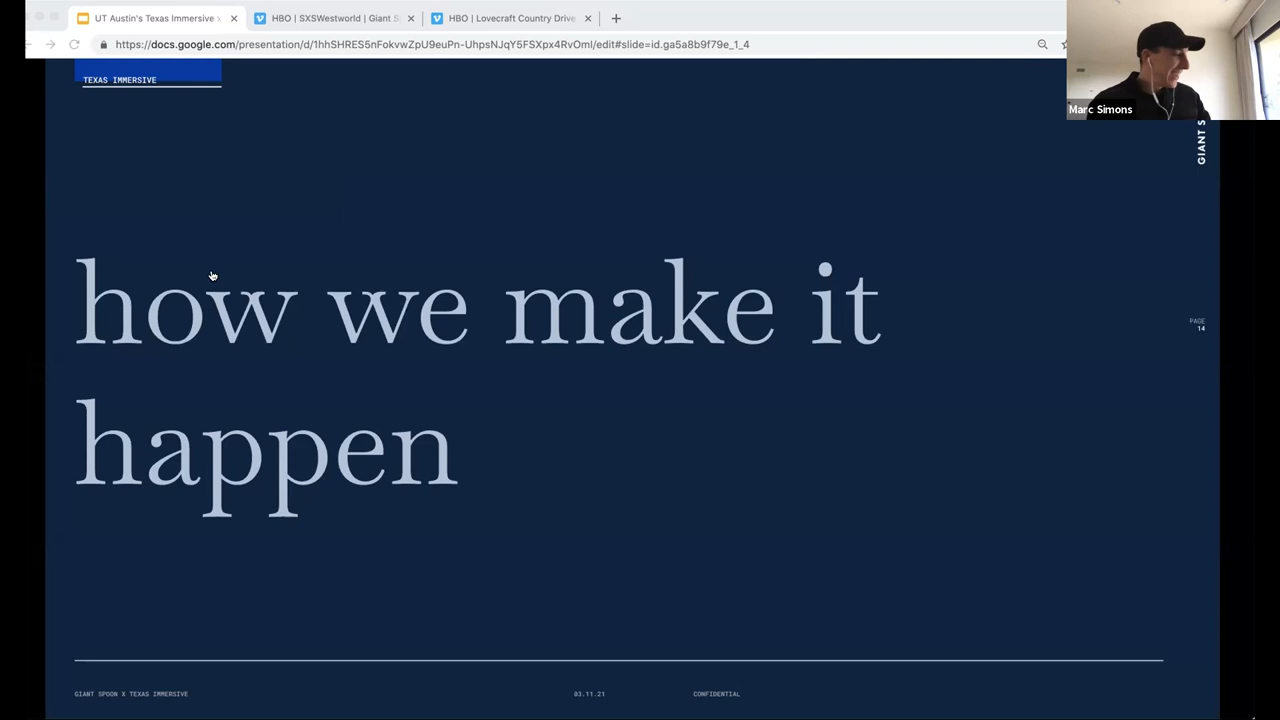 UT Austin's Texas Immersive x
HBO | SXSWestworld | Giant S
HBO | Lovecraft Country Drive
https://docs.google.com/presentation/d/1hhSHRES5nFokvwZpU9euPn-UhpsNJqY5FSXpx4RvOmI/edit#slide=id.ga5a8b9f79e_1_4
Marc Simons
TEXAS IMMERSIVE
GIANT S
how we make it
happen
PAGE
14
GIANT SPOON X TEXAS IMMERSIVE
03.11.21
CONFIDENTIAL